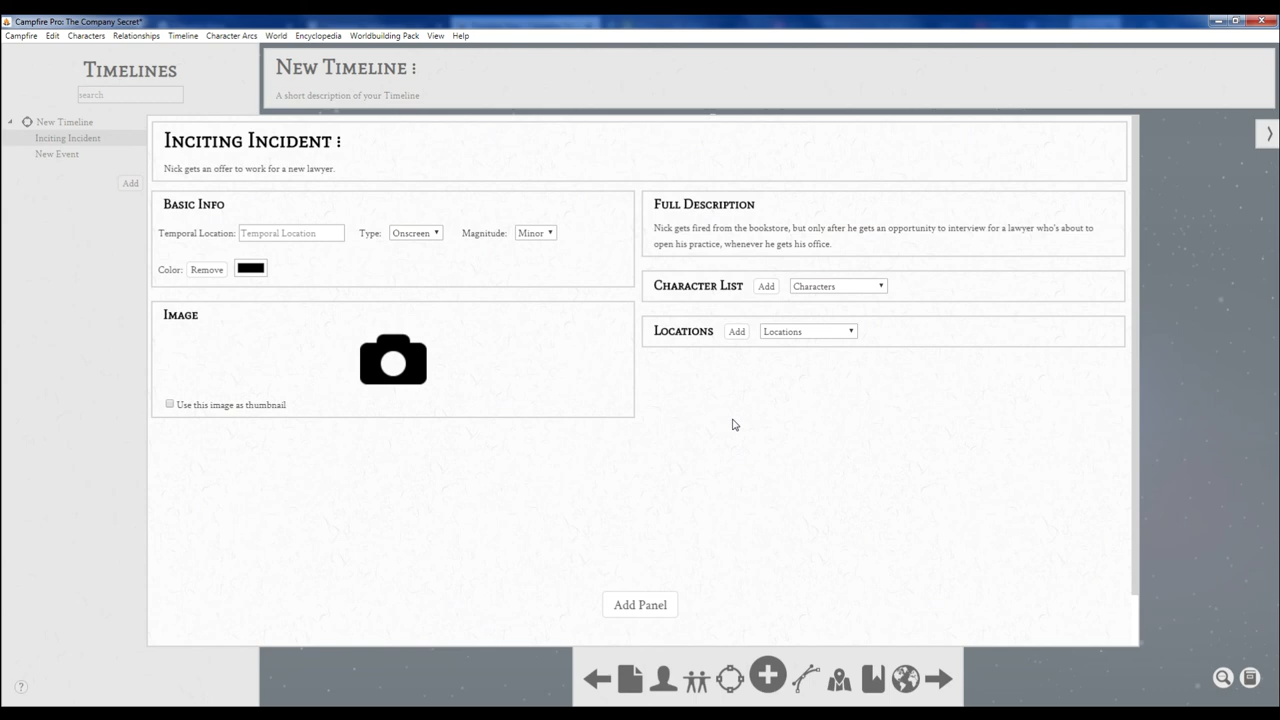 Campfire Pro: The Company Secret*
Campfire Edit Characters Relationships Timeline Character Arcs World Encyclopedia Worldbuilding Pack View Help
Timelines
search
New Timeline
Inciting Incident
New Event
Add
New Timeline
A short description of your Timeline
Inciting Incident
Nick gets an offer to work for a new lawyer.
Basic Info
Temporal Location: Temporal Location Type: Onscreen Magnitude: Minor
Color: Remove
Image
Use this image as thumbnail
Full Description
Nick gets fired from the bookstore, but only after he gets an opportunity to interview for a lawyer who's about to
open his practice, whenever he gets his office.
Character List Add Characters
Locations Add Locations
Add Panel
?